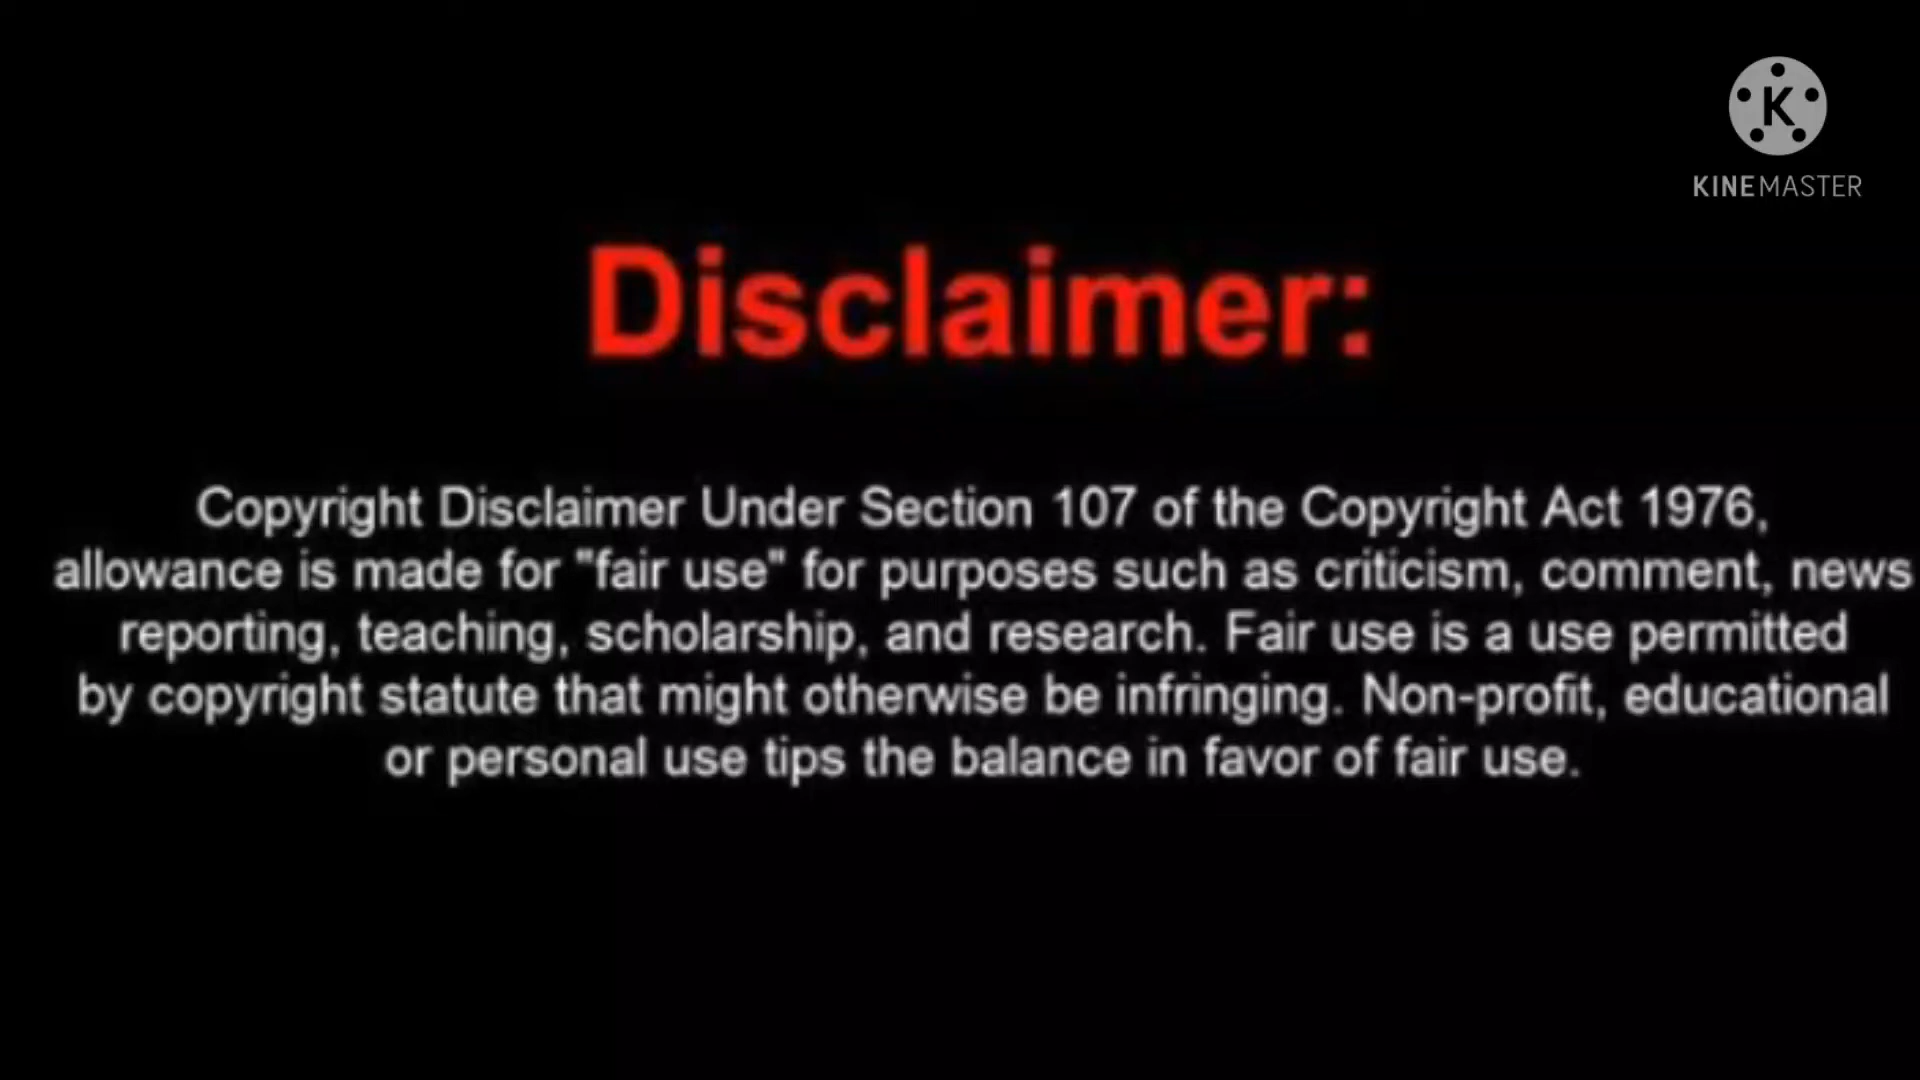 K
KINEMASTER
Disclaimer:
Copyright Disclaimer Under Section 107 of the Copyright Act 1976,
allowance is made for "fair use" for purposes such as criticism, comment, news
reporting, teaching, scholarship, and research. Fair use is a use permitted
by copyright statute that might otherwise be infringing. Non-profit, educational
or personal use tips the balance in favor of fair use.